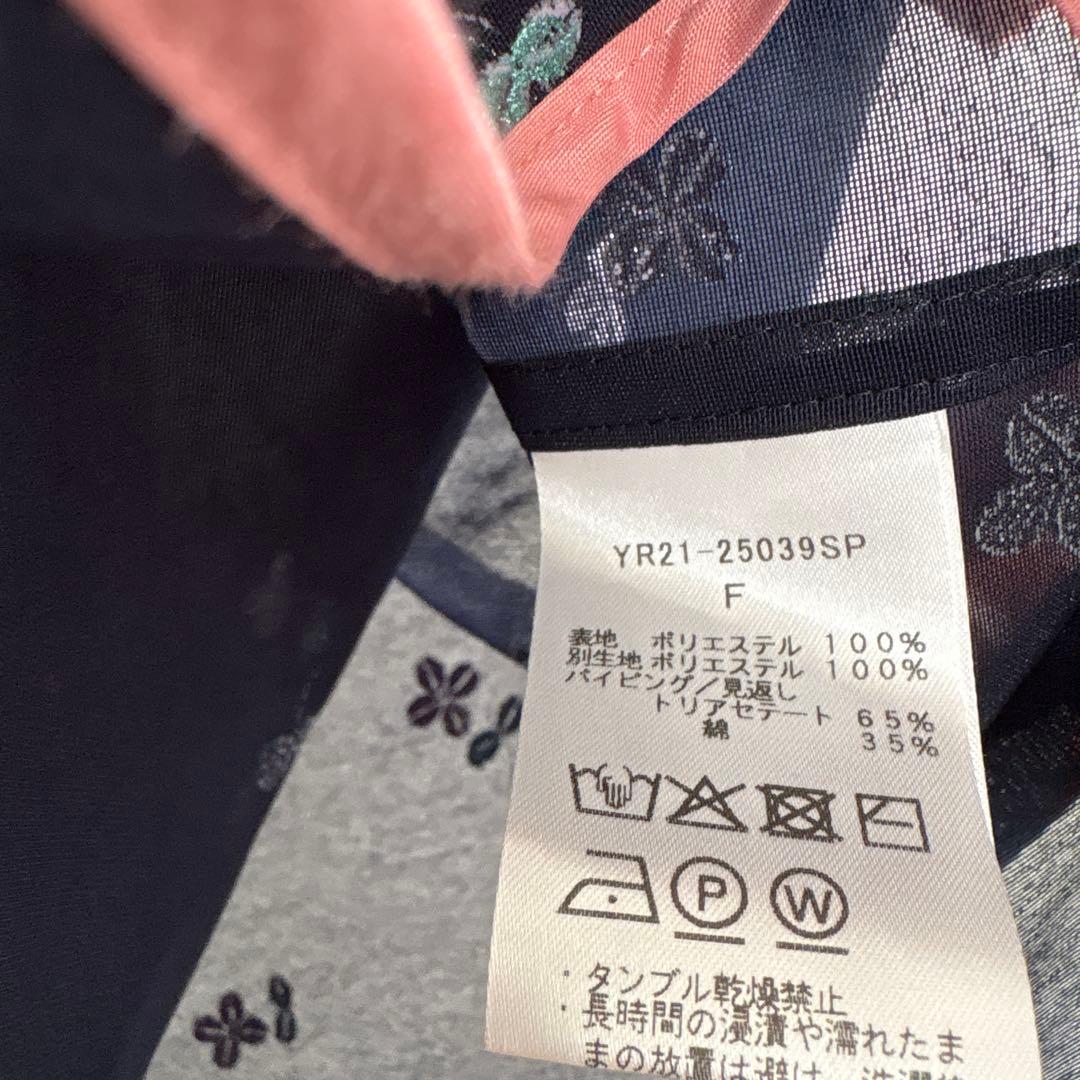 YR21-25039SP
F
表地 ポリエステル 100%
別生地 ポリエステル 100%
パイピング/見返し
トリアセテート 65%
綿 35%
P
W
・タンブル乾燥禁止
・長時間の浸漬や濡れたま
まの放置は避け